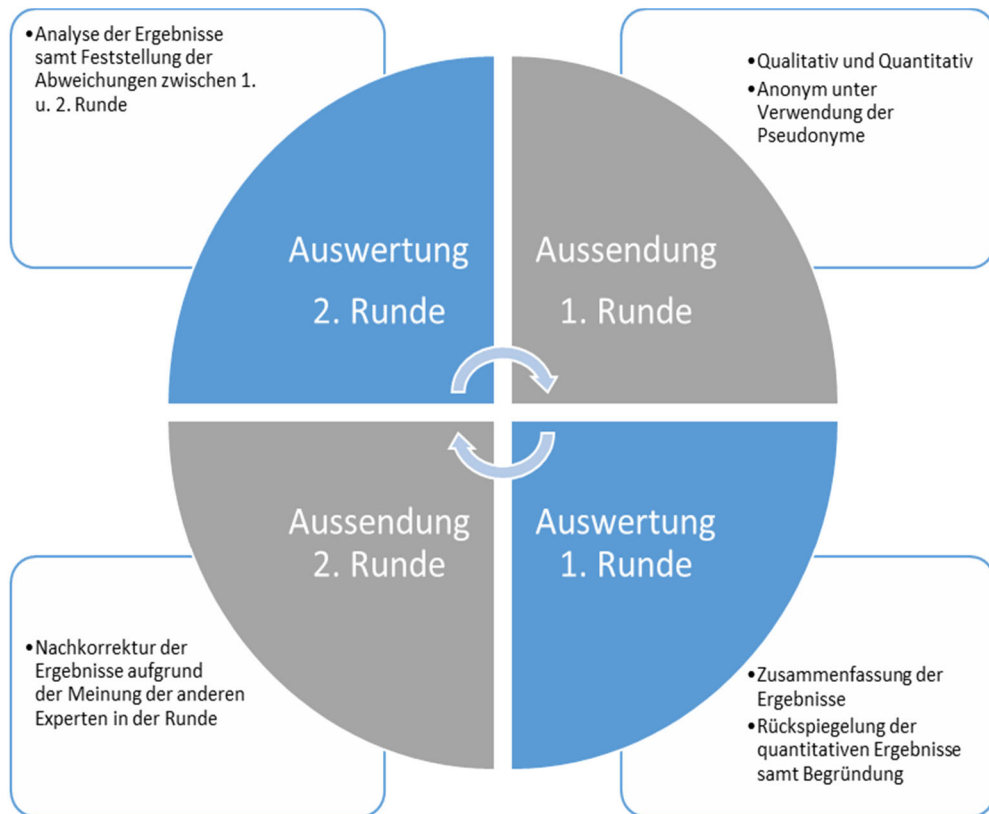 •Analyse der Ergebnisse
samt Feststellung der
Abweichungen zwischen 1.
u. 2. Runde
•Qualitativ und Quantitativ
•Anonym unter
Verwendung der
Pseudonyme
Auswertung
2. Runde
Aussendung
1. Runde
Aussendung
2. Runde
Auswertung
1. Runde
•Nachkorrektur der
Ergebnisse aufgrund
der Meinung der anderen
Experten in der Runde
•Zusammenfassung der
Ergebnisse
•Rückspiegelung der
quantitativen Ergebnisse
samt Begründung